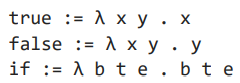 true := λ x y . x
false := λ x y . y
if := λ b t e . b t e